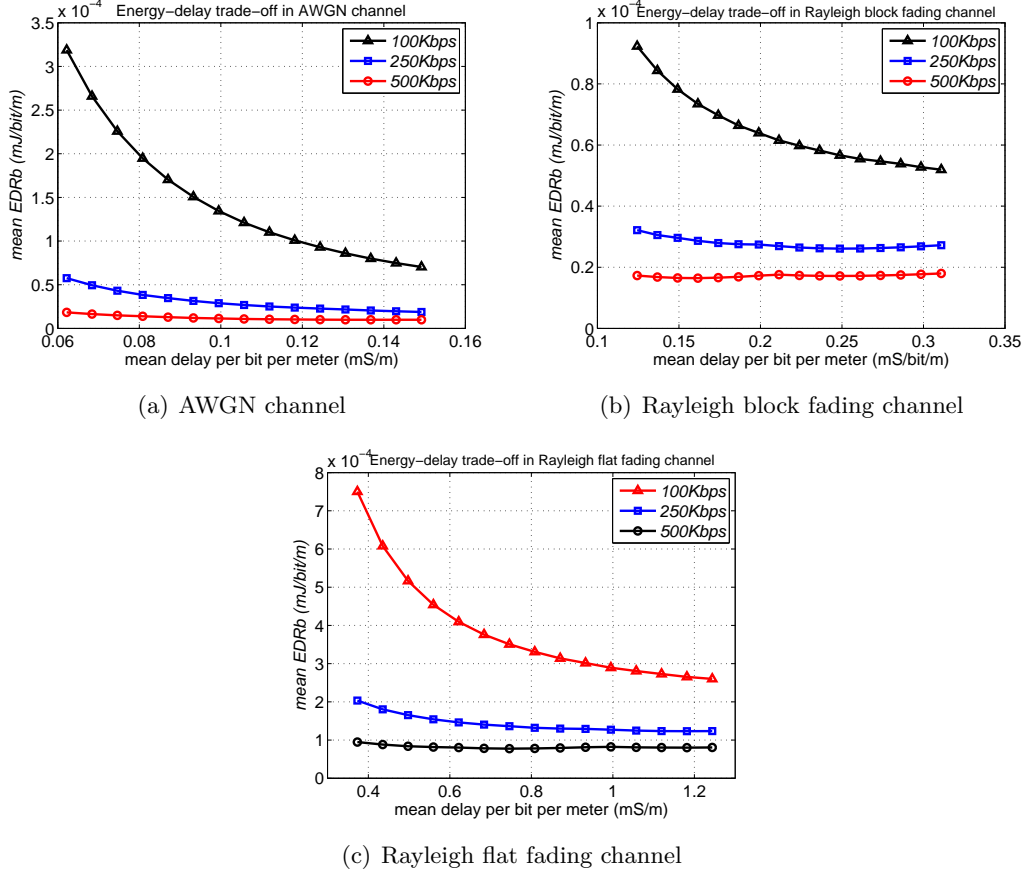 x 10⁻⁴ Energy−delay trade−off in AWGN channel
3.5
3
2.5
2
1.5
1
0.5
0
mean EDRb (mJ/bit/m)
100Kbps
250Kbps
500Kbps
0.06 0.08 0.1 0.12 0.14 0.16
mean delay per bit per meter (mS/m)
(a) AWGN channel
x 10⁻⁴ Energy−delay trade−off in Rayleigh block fading channel
1
0.8
0.6
0.4
0.2
0
mean EDRb (mJ/bit/m)
100Kbps
250Kbps
500Kbps
0.1 0.15 0.2 0.25 0.3 0.35
mean delay per bit per meter (mS/bit/m)
(b) Rayleigh block fading channel
x 10⁻⁴ Energy−delay trade−off in Rayleigh flat fading channel
8
7
6
5
4
3
2
1
0
mean EDRb (mJ/bit/m)
100Kbps
250Kbps
500Kbps
0.4 0.6 0.8 1 1.2
mean delay per bit per meter (mS/m)
(c) Rayleigh flat fading channel